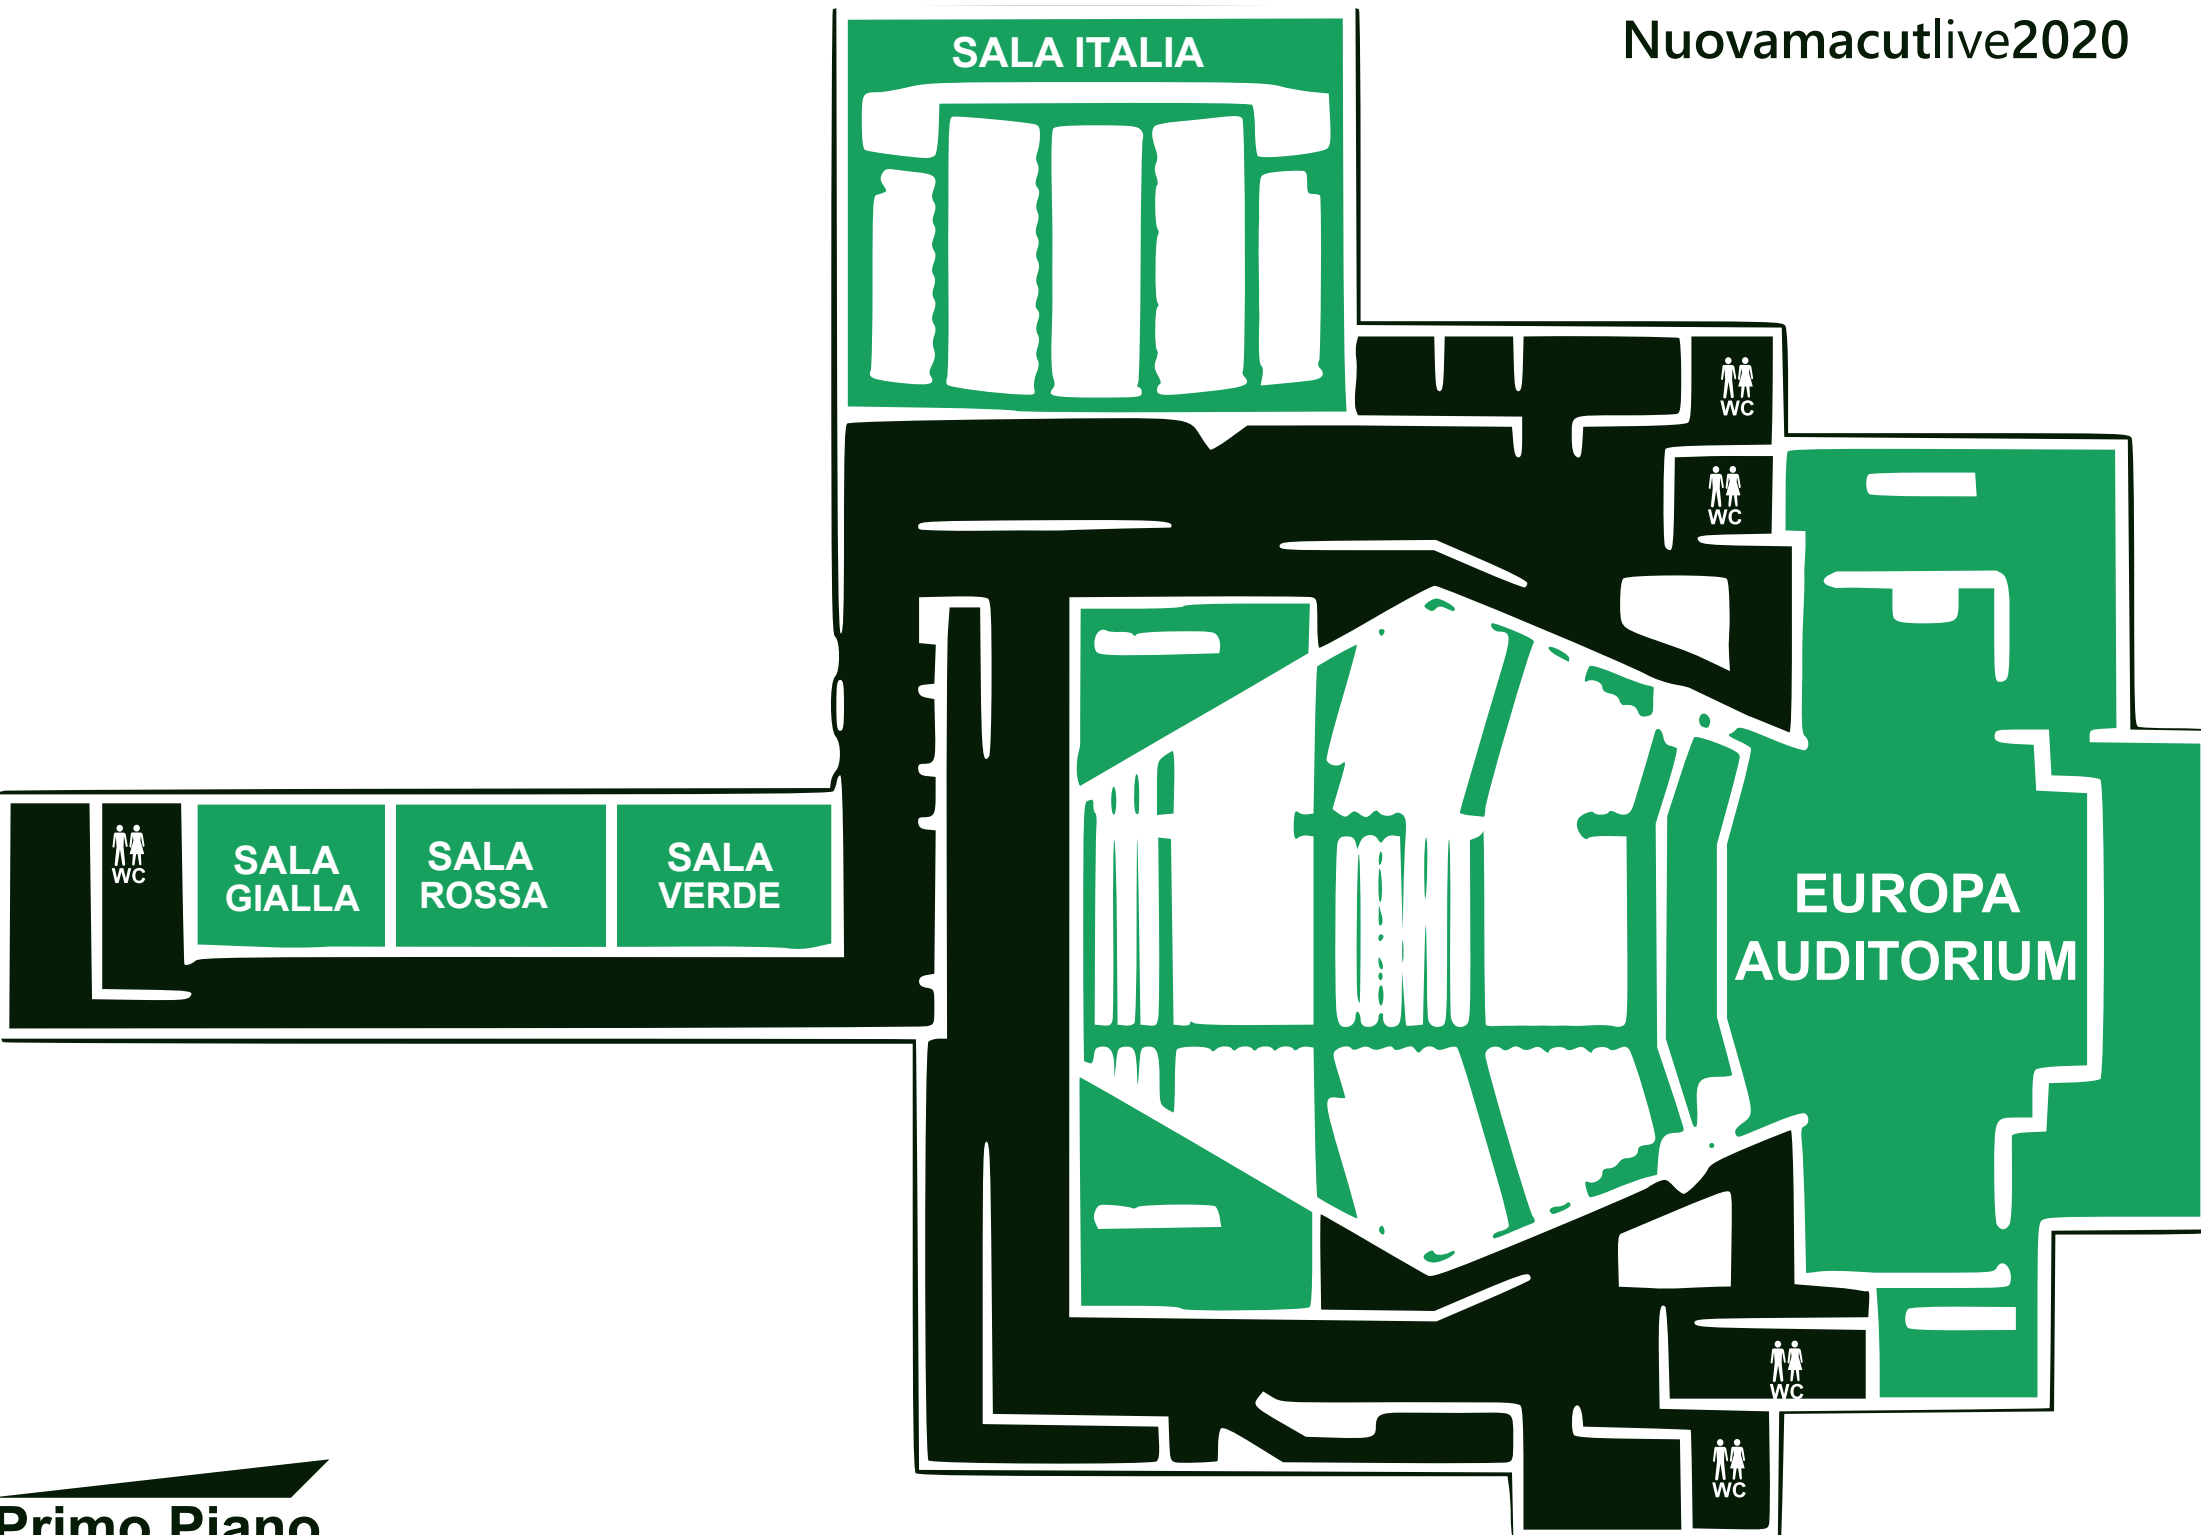 Nuovamacutlive2020
SALA ITALIA
WC
WC
SALA
GIALLA
SALA
ROSSA
SALA
VERDE
WC
EUROPA
AUDITORIUM
WC
WC
Primo Piano